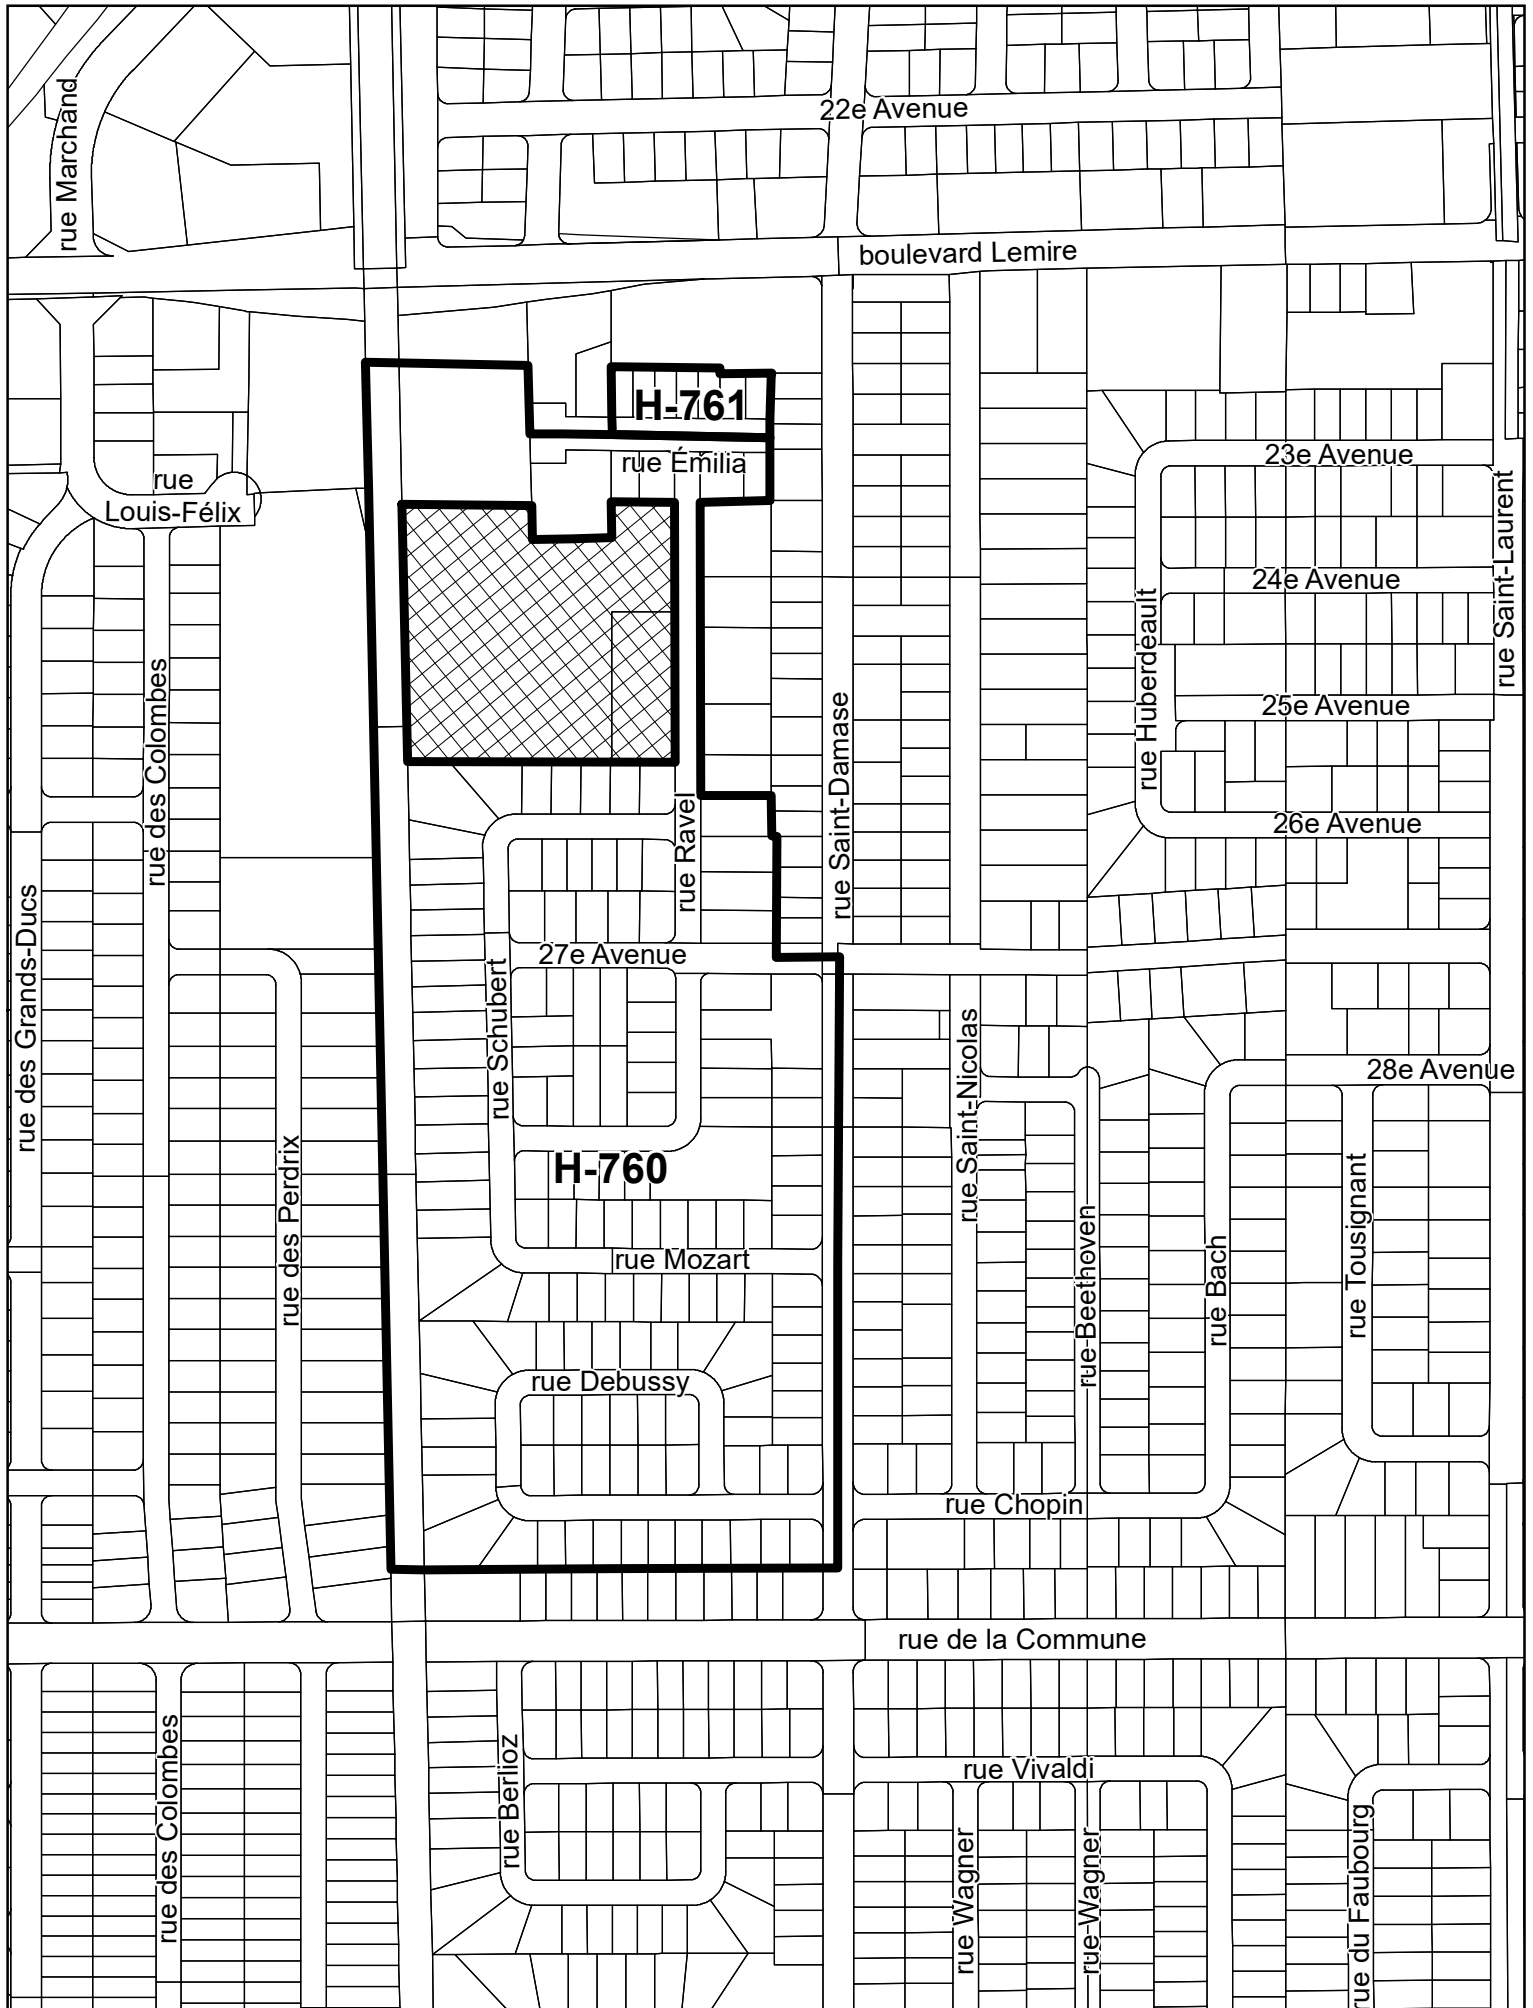 22e Avenue
rue Marchand
boulevard Lemire
H-761
rue Émilia
rue
Louis-Félix
23e Avenue
rue Saint-Laurent
24e Avenue
rue Huberdeault
25e Avenue
rue des Colombes
rue Saint-Damase
rue Ravel
26e Avenue
rue des Grands-Ducs
27e Avenue
rue Schubert
rue Saint-Nicolas
28e Avenue
rue des Perdrix
H-760
rue Tousignant
rue Beethoven
rue Bach
rue Mozart
rue Debussy
rue Chopin
rue de la Commune
rue des Colombes
rue Berlioz
rue Vivaldi
rue Wagner
rue Wagner
rue du Faubourg